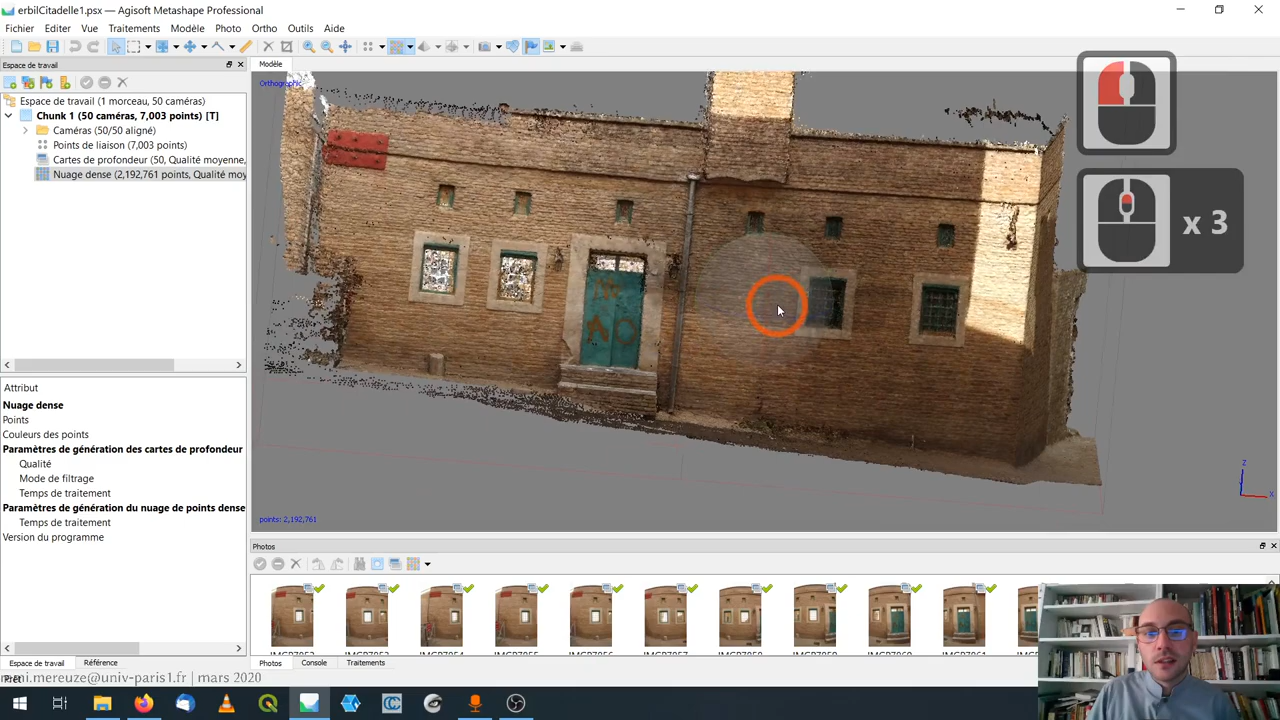 erbilCitadelle1.psx — Agisoft Metashape Professional
Fichier Editer Vue Traitements Modèle Photo Ortho Outils Aide
Espace de travail
Modèle
Orthographic
Espace de travail (1 morceau, 50 caméras)
Chunk 1 (50 caméras, 7,003 points) [T]
Caméras (50/50 aligné)
Points de liaison (7,003 points)
Cartes de profondeur (50, Qualité moyenne,
Nuage dense (2,192,761 points, Qualité moy
x 3
Attribut
Nuage dense
Points
Couleurs des points
Paramètres de génération des cartes de profondeur
Qualité
Mode de filtrage
Temps de traitement
Paramètres de génération du nuage de points dense
Temps de traitement
Version du programme
points: 2,192,761
Z
X
Photos
Espace de travail Référence
Photos Console Traitements
mereuze@univ-paris1.fr | mars 2020